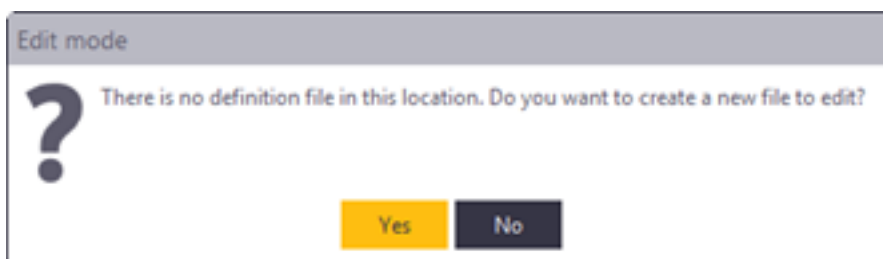 Edit mode
There is no definition file in this location. Do you want to create a new file to edit?
Yes No